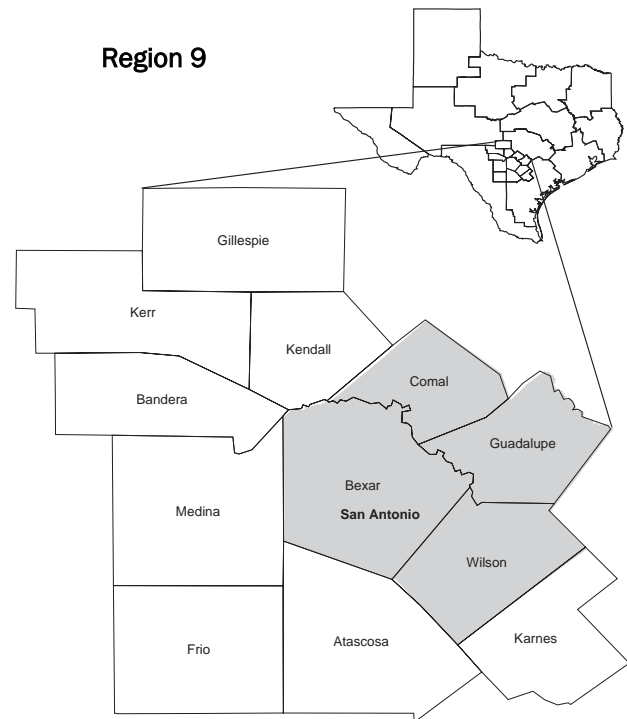 Region 9
Gillespie
Kerr
Kendall
Comal
Bandera
Guadalupe
Bexar
Medina
San Antonio
Wilson
Karnes
Atascosa
Frio